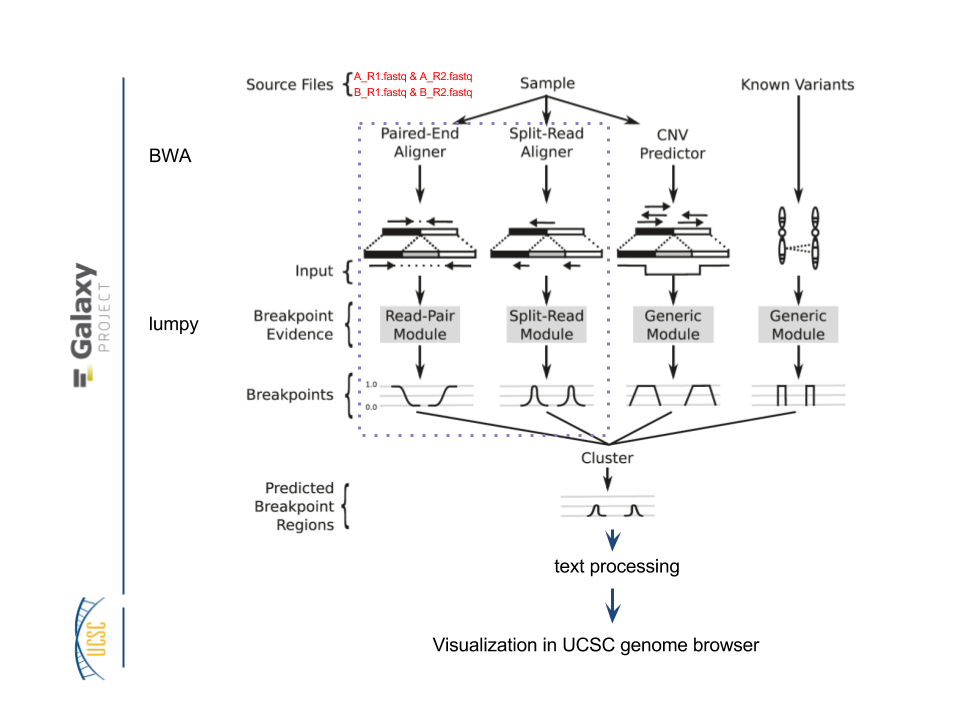 Source Files
A_R1.fastq & A_R2.fastq
B_R1.fastq & B_R2.fastq
Sample
Known Variants
BWA
Paired-End
Aligner
Split-Read
Aligner
CNV
Predictor
Input
lumpy
Breakpoint
Evidence
Read-Pair
Module
Split-Read
Module
Generic
Module
Generic
Module
Breakpoints
1.0
0.0
Cluster
Predicted
Breakpoint
Regions
text processing
Visualization in UCSC genome browser
Galaxy
PROJECT
UCSC